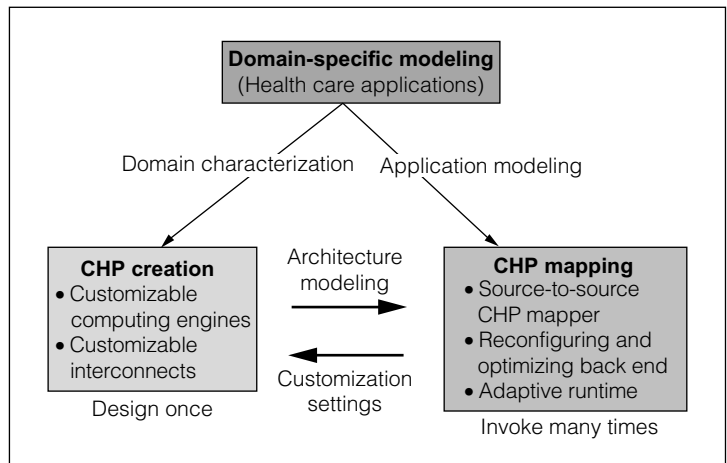 Domain-specific modeling
(Health care applications)
Domain characterization
Application modeling
CHP creation
• Customizable
computing engines
• Customizable
interconnects
Design once
Architecture
modeling
Customization
settings
CHP mapping
• Source-to-source
CHP mapper
• Reconfiguring and
optimizing back end
• Adaptive runtime
Invoke many times